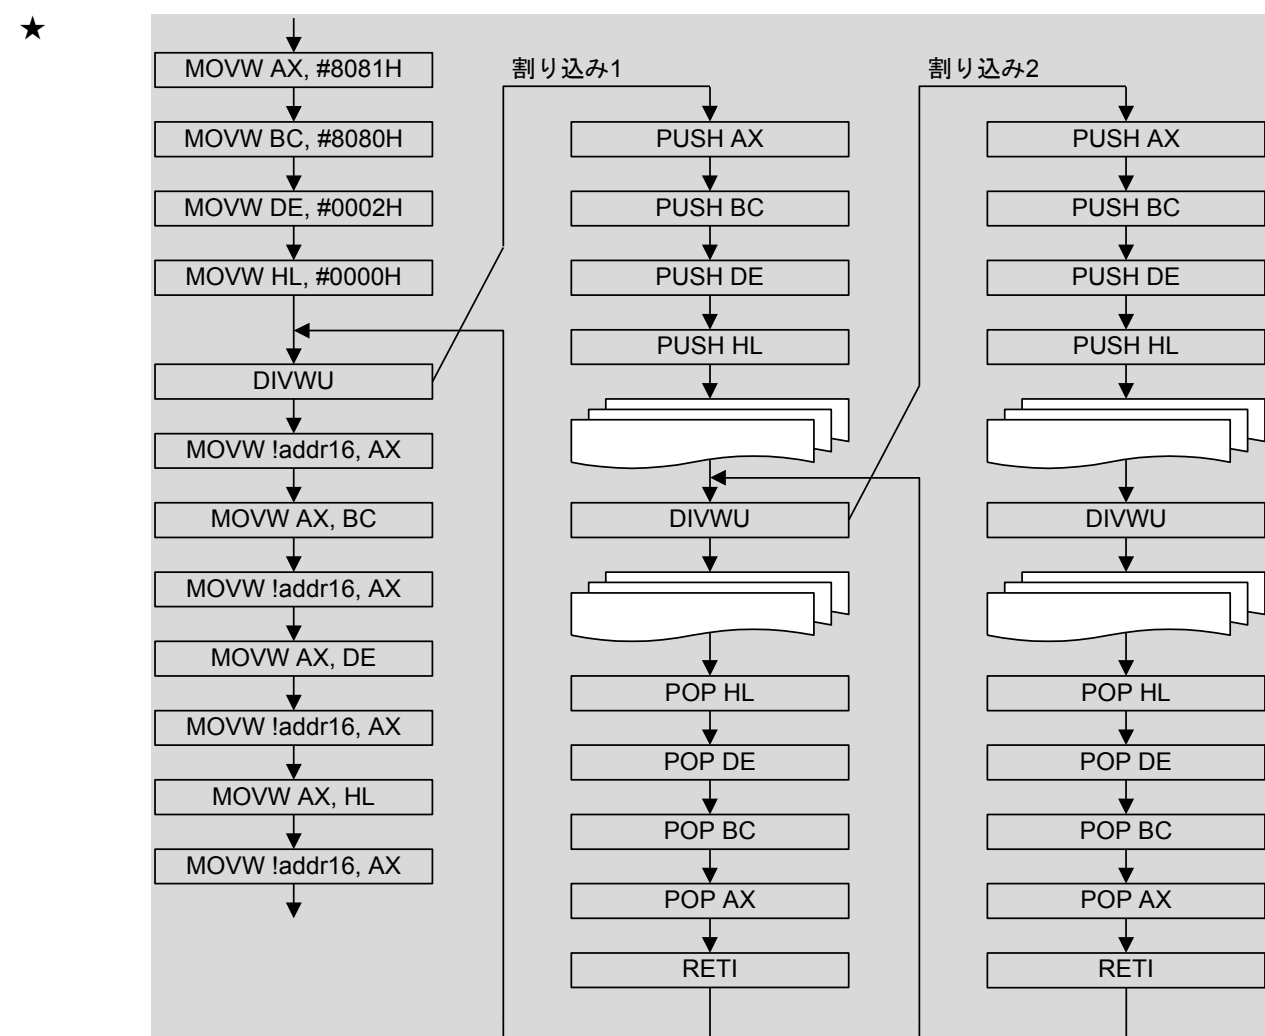 ★
MOVW AX, #8081H
MOVW BC, #8080H
MOVW DE, #0002H
MOVW HL, #0000H
DIVWU
MOVW !addr16, AX
MOVW AX, BC
MOVW !addr16, AX
MOVW AX, DE
MOVW !addr16, AX
MOVW AX, HL
MOVW !addr16, AX
割り込み1
PUSH AX
PUSH BC
PUSH DE
PUSH HL
DIVWU
POP HL
POP DE
POP BC
POP AX
RETI
割り込み2
PUSH AX
PUSH BC
PUSH DE
PUSH HL
DIVWU
POP HL
POP DE
POP BC
POP AX
RETI